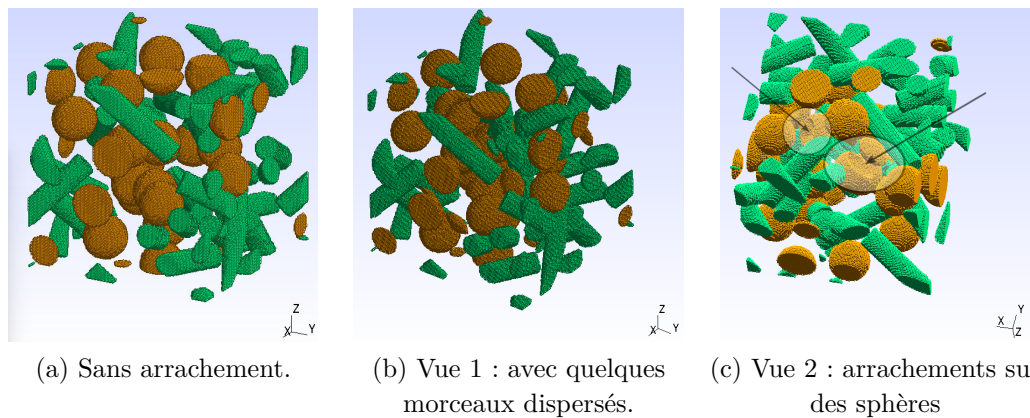 Z
X Y
Z
X Y
Y
X
Z
(a) Sans arrachement.
(b) Vue 1 : avec quelques
morceaux dispersés.
(c) Vue 2 : arrachements su
des sphères